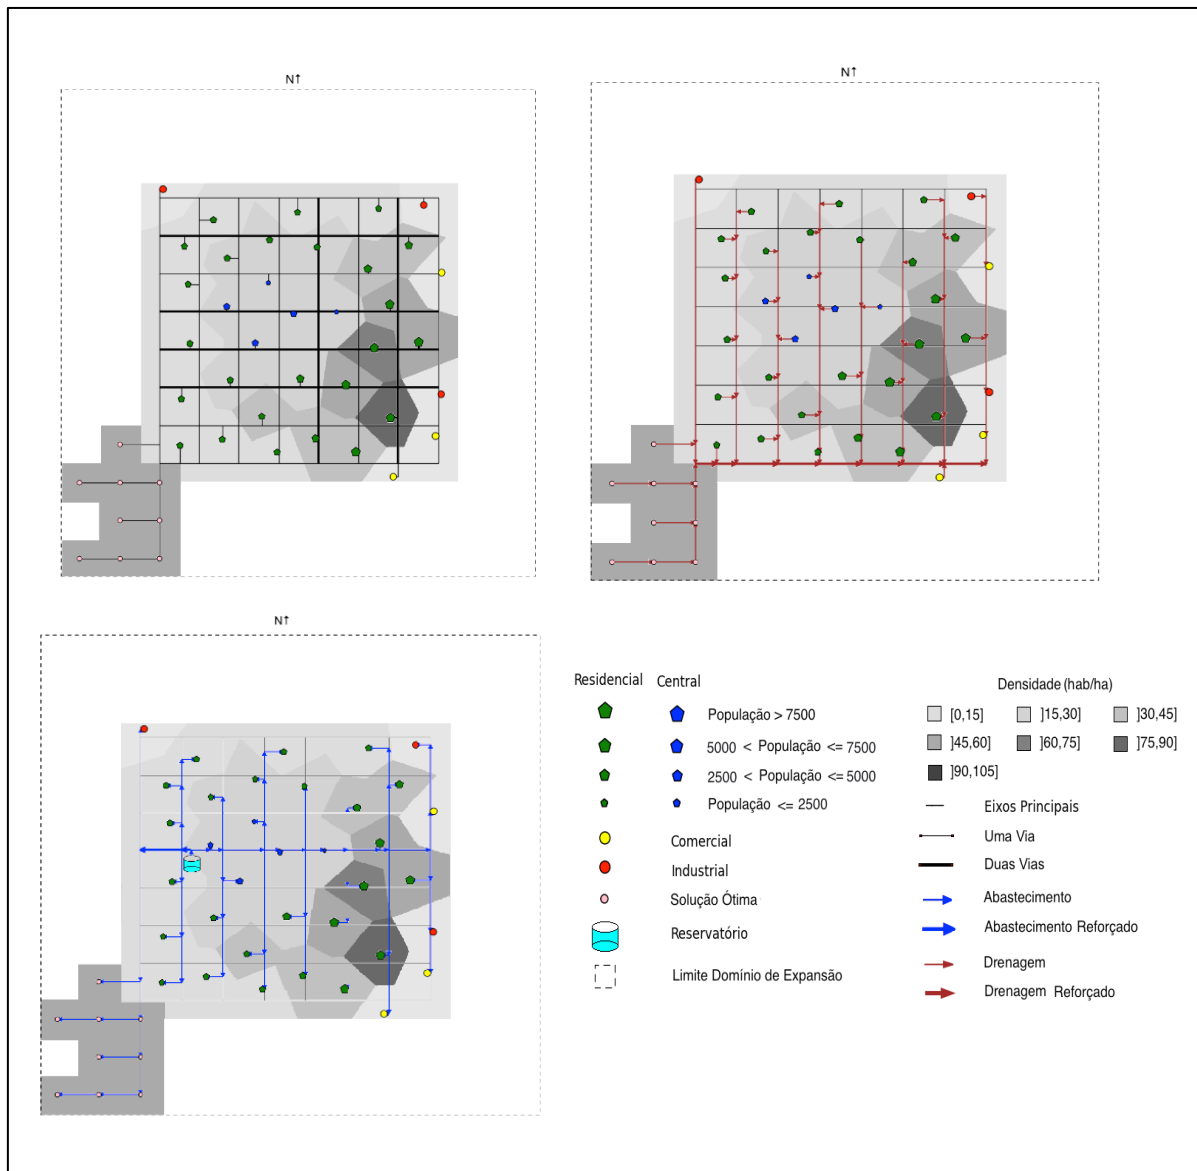 N↑
N↑
N↑
Residencial Central
População > 7500
5000 < População <= 7500
2500 < População <= 5000
População <= 2500
Comercial
Industrial
Solução Ótima
Reservatório
Limite Domínio de Expansão
Densidade (hab/ha)
[0,15] ]15,30] ]30,45]
]45,60] ]60,75] ]75,90]
]90,105]
Eixos Principais
Uma Via
Duas Vias
Abastecimento
Abastecimento Reforçado
Drenagem
Drenagem Reforçado